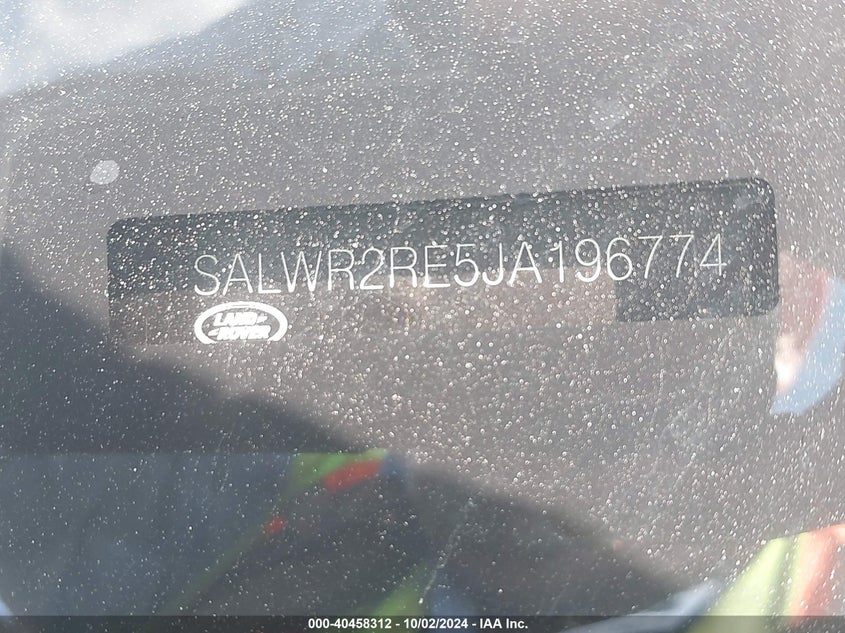 SALWR2RE5JA196774
LAND
ROVER
000-40458312 - 10/02/2024 - IAA Inc.